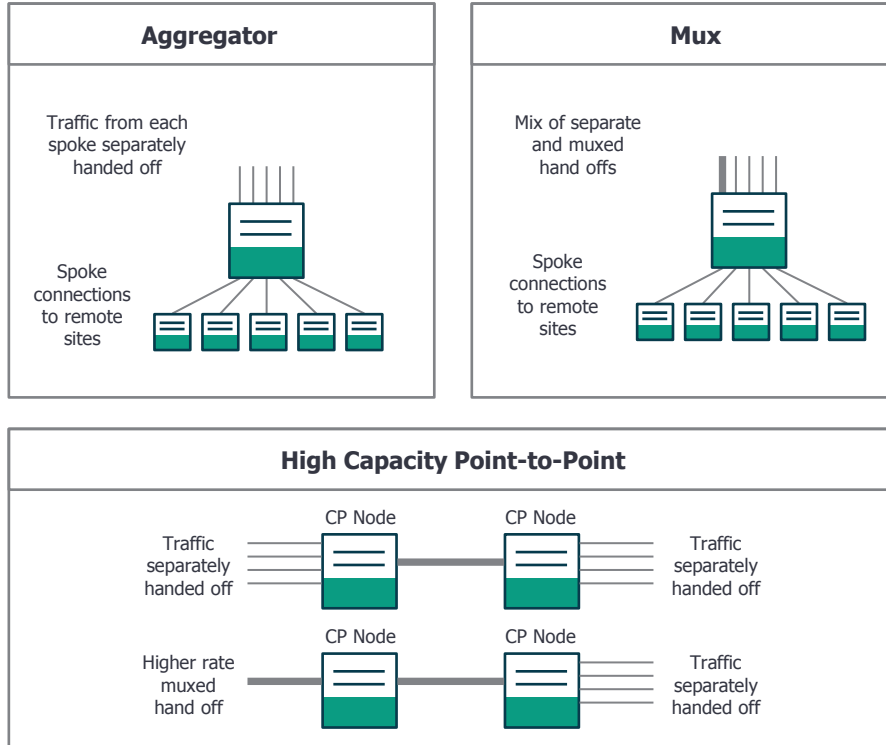 Aggregator
Traffic from each
spoke separately
handed off
Spoke
connections
to remote
sites
Mux
Mix of separate
and muxed
hand offs
Spoke
connections
to remote
sites
High Capacity Point-to-Point
CP Node
CP Node
Traffic
separately
handed off
Traffic
separately
handed off
CP Node
CP Node
Higher rate
muxed
hand off
Traffic
separately
handed off